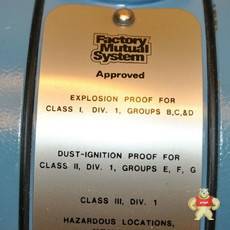 Factory
Mutual
System
Approved
EXPLOSION PROOF FOR
CLASS I, DIV. 1, GROUPS B,C,&D
DUST-IGNITION PROOF FOR
CLASS II, DIV. 1, GROUPS E, F, G
CLASS III, DIV. 1
HAZARDOUS LOCATIONS,